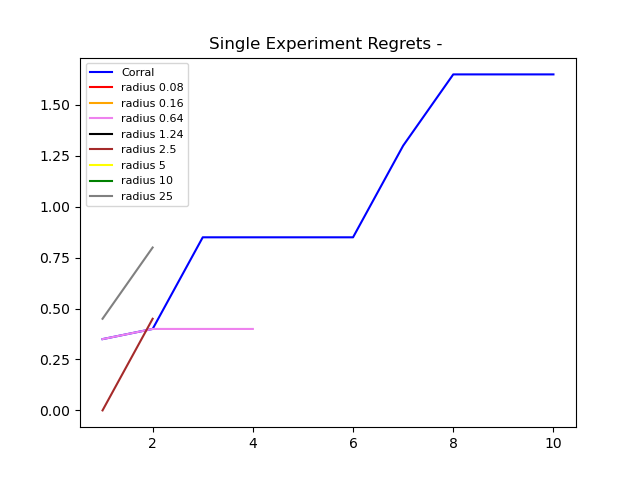 Single Experiment Regrets -
Corral
radius 0.08
radius 0.16
radius 0.64
radius 1.24
radius 2.5
radius 5
radius 10
radius 25
1.50
1.25
1.00
0.75
0.50
0.25
0.00
2 4 6 8 10